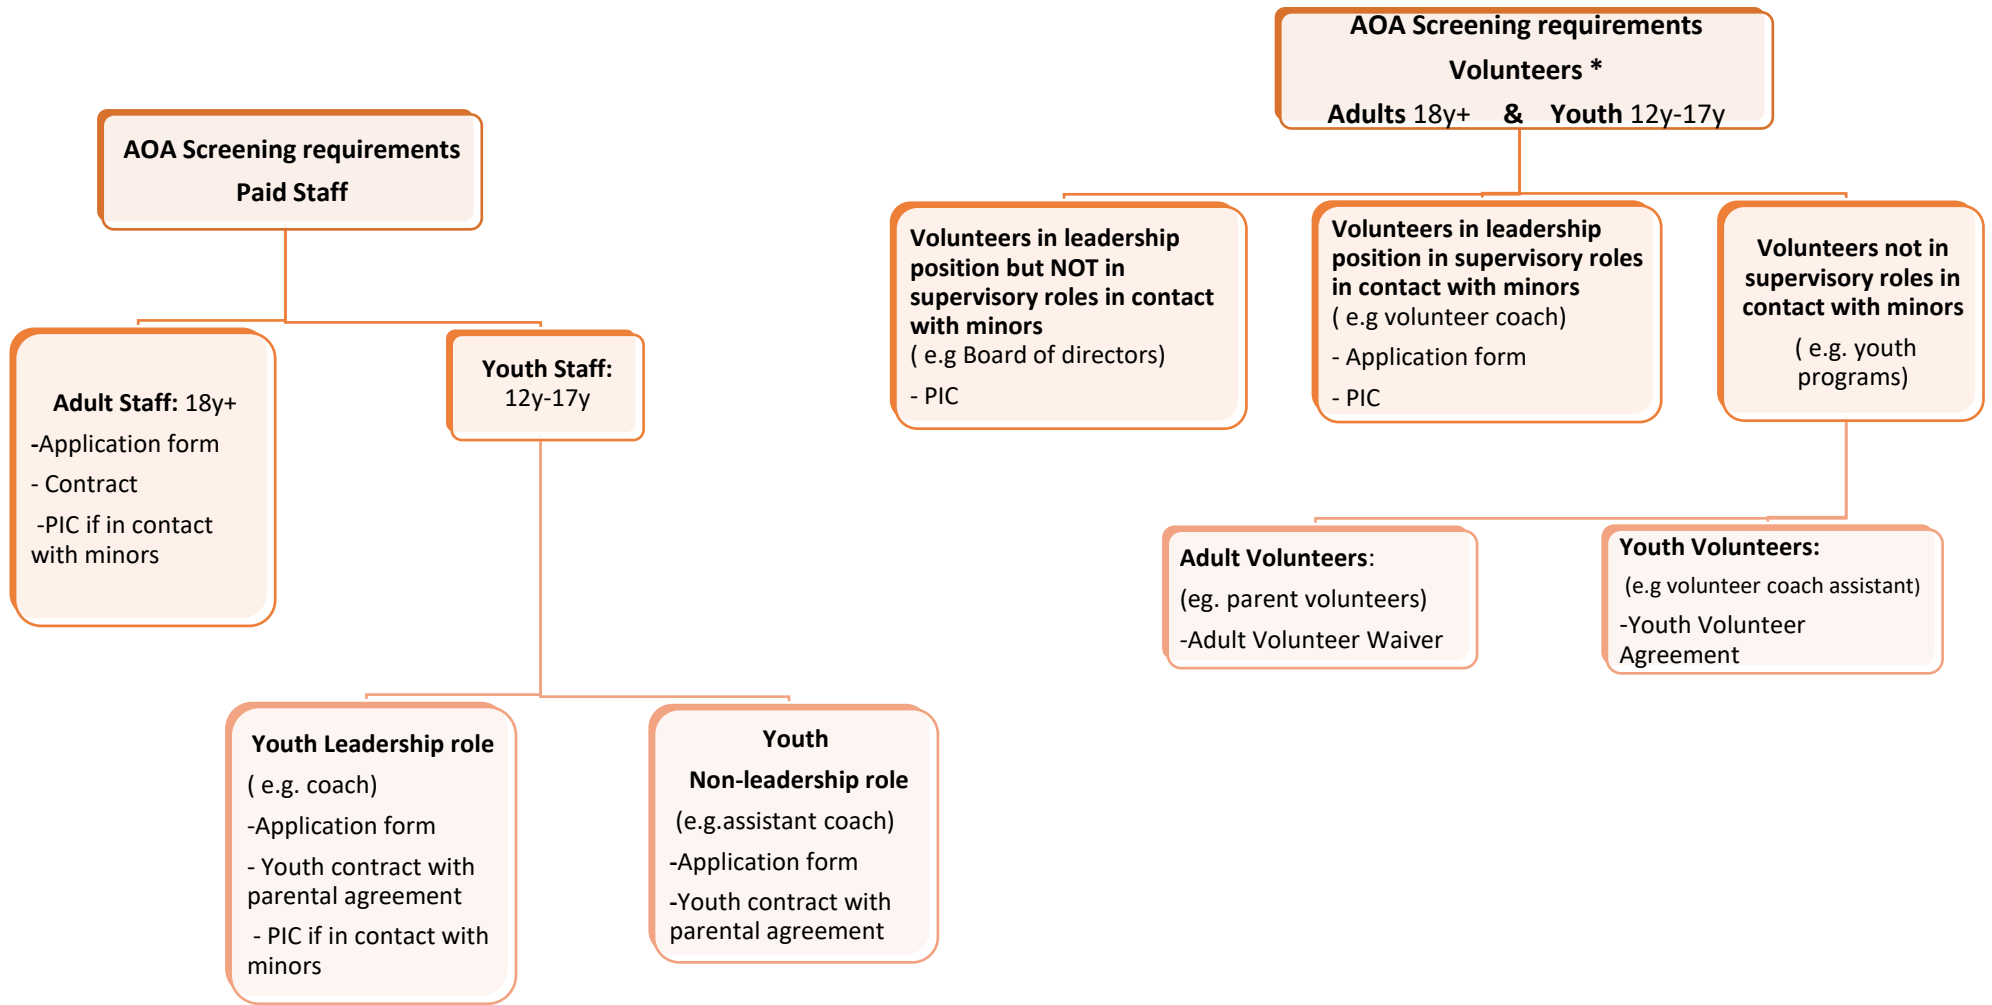 AOA Screening requirements
Paid Staff
Adult Staff: 18y+
-Application form
- Contract
-PIC if in contact
with minors
Youth Staff:
12y-17y
Youth Leadership role
( e.g. coach)
-Application form
- Youth contract with
parental agreement
- PIC if in contact with
minors
Youth
Non-leadership role
(e.g.assistant coach)
-Application form
-Youth contract with
parental agreement
AOA Screening requirements
Volunteers *
Adults 18y+ & Youth 12y-17y
Volunteers in leadership
position but NOT in
supervisory roles in contact
with minors
( e.g Board of directors)
- PIC
Volunteers in leadership
position in supervisory roles
in contact with minors
( e.g volunteer coach)
- Application form
- PIC
Volunteers not in
supervisory roles in
contact with minors
( e.g. youth
programs)
Adult Volunteers:
(eg. parent volunteers)
-Adult Volunteer Waiver
Youth Volunteers:
(e.g volunteer coach assistant)
-Youth Volunteer
Agreement